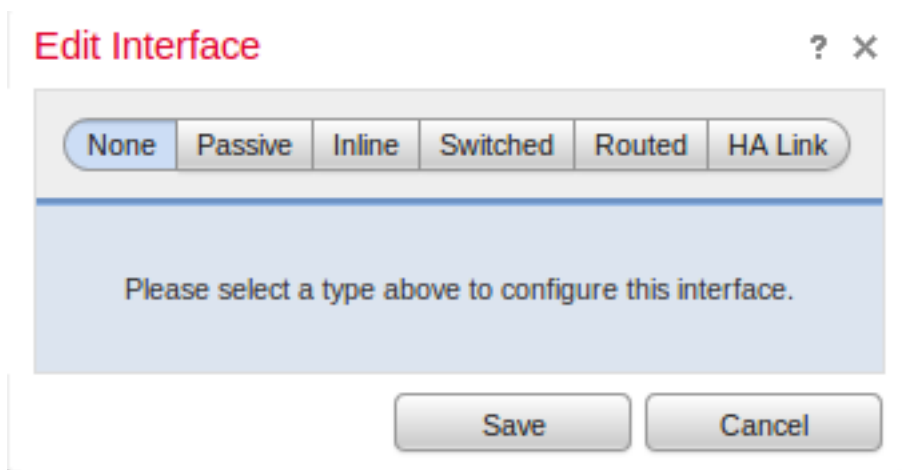 Edit Interface ? ×
None Passive Inline Switched Routed HA Link
Please select a type above to configure this interface.
Save Cancel